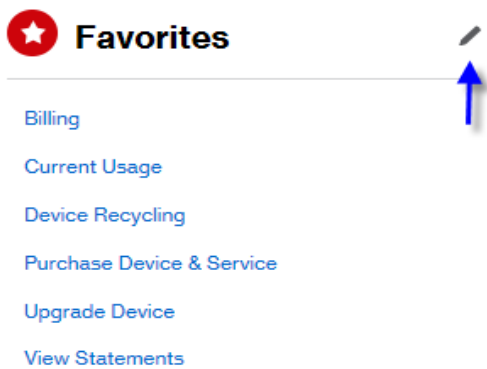 Favorites
Billing
Current Usage
Device Recycling
Purchase Device & Service
Upgrade Device
View Statements